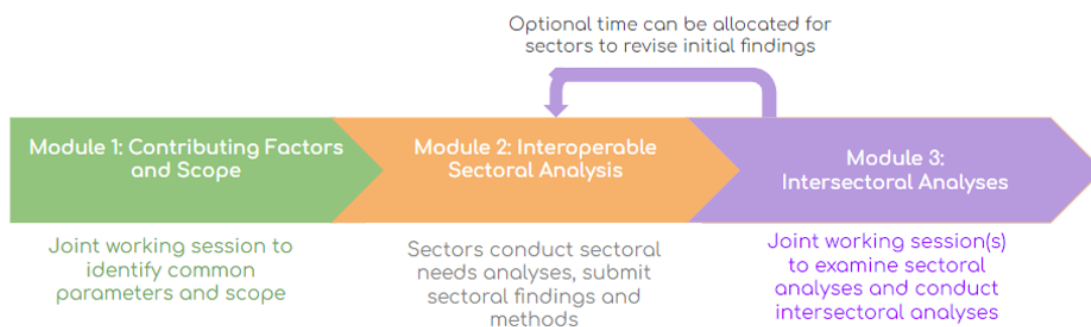 Optional time can be allocated for
sectors to revise initial findings
Module 1: Contributing Factors
and Scope
Module 2: Interoperable
Sectoral Analysis
Module 3:
Intersectoral Analyses
Joint working session to
identify common
parameters and scope
Sectors conduct sectoral
needs analyses, submit
sectoral findings and
methods
Joint working session(s)
to examine sectoral
analyses and conduct
intersectoral analyses